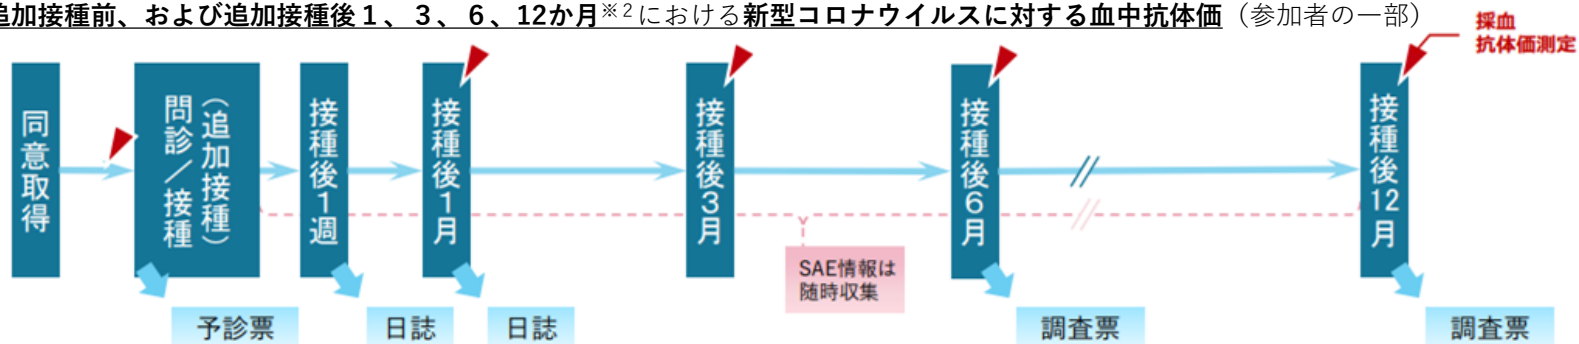 追加接種前、および追加接種後１、３、６、12か月※２における新型コロナウイルスに対する血中抗体価（参加者の一部）
採血
抗体価測定
同意取得
（追加接種）
問診／接種
接種後1週
接種後1月
接種後3月
接種後6月
接種後12月
SAE情報は
随時収集
予診票
日誌
日誌
調査票
調査票